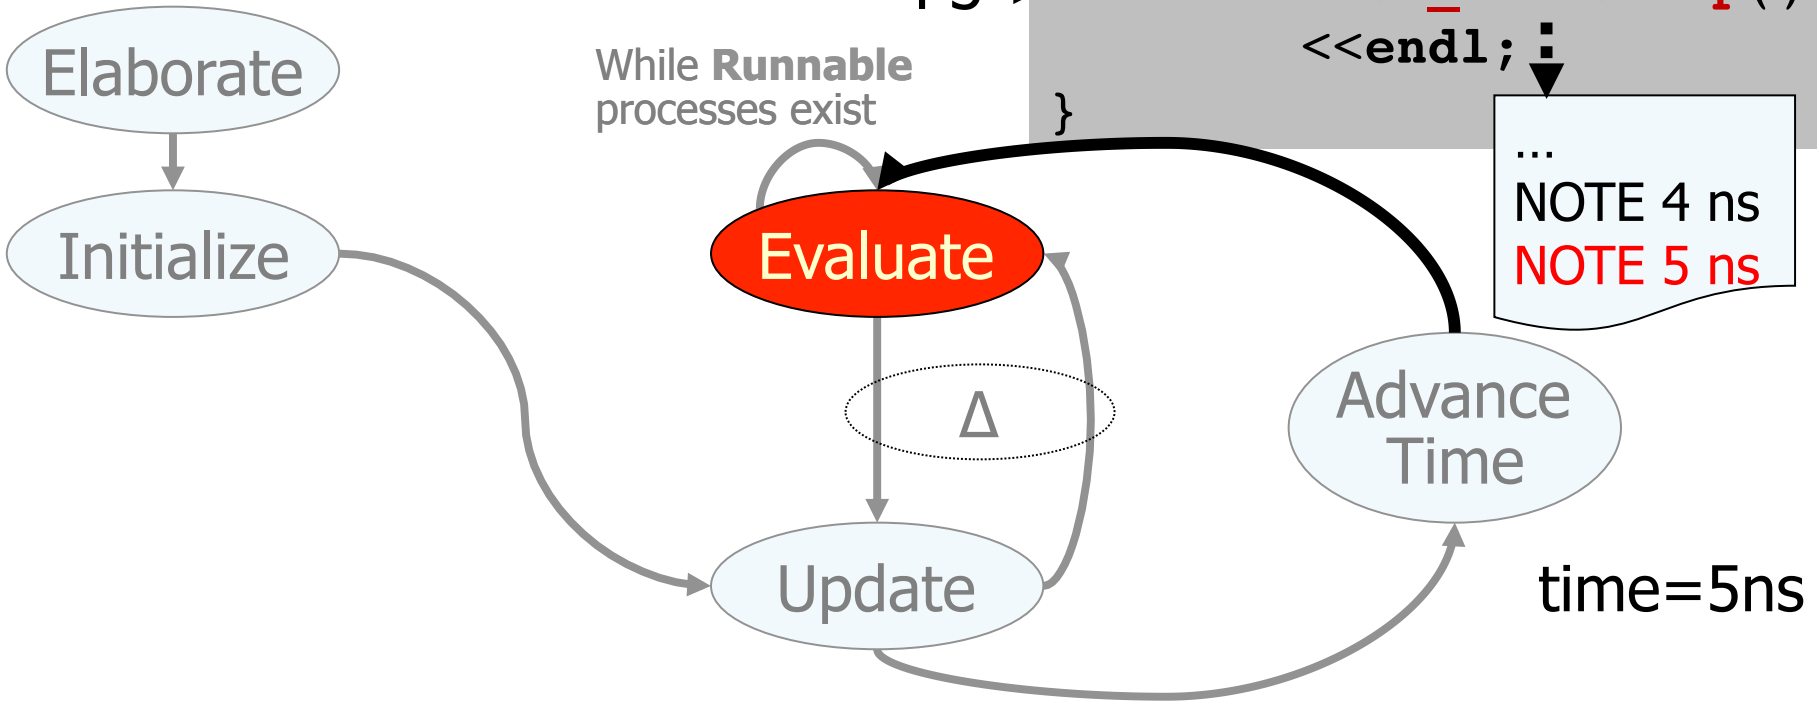 <<endl;
}
While Runnable
processes exist
Elaborate
Initialize
Evaluate
Δ
Update
Advance
Time
…
NOTE 4 ns
NOTE 5 ns
time=5ns